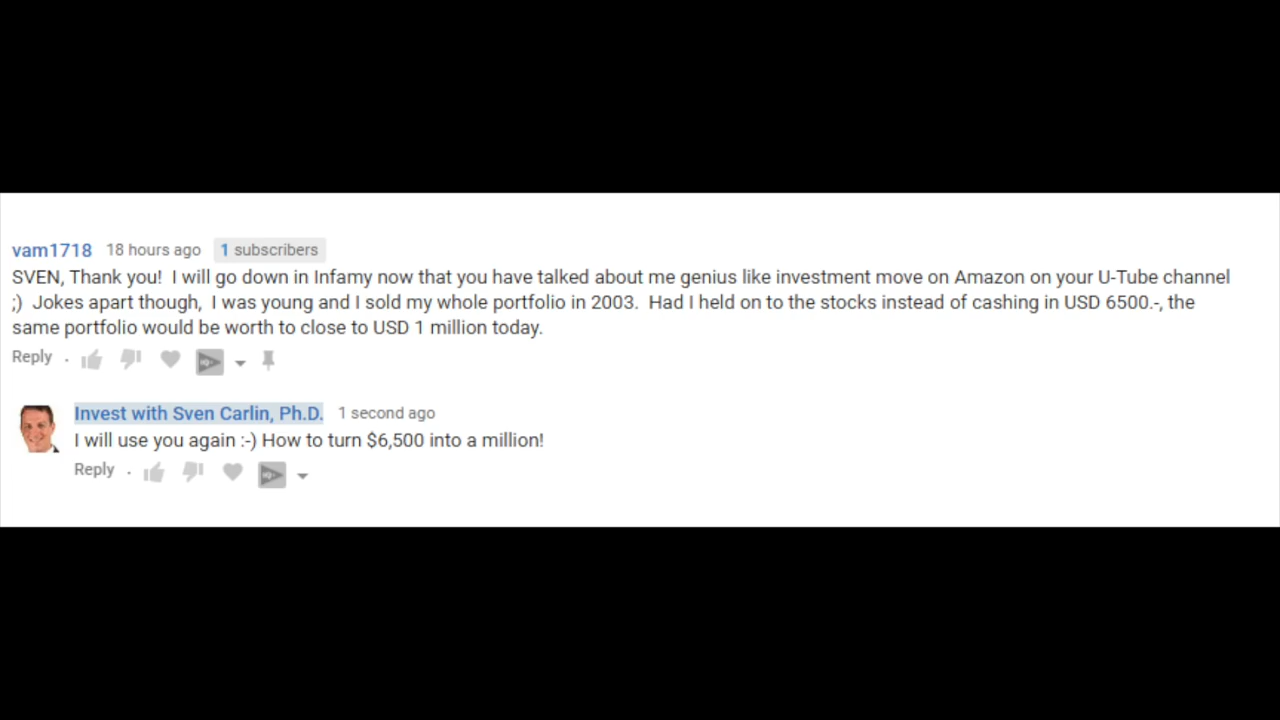 vam1718 18 hours ago 1 subscribers
SVEN, Thank you!  I will go down in Infamy now that you have talked about me genius like investment move on Amazon on your U-Tube channel
;)  Jokes apart though,  I was young and I sold my whole portfolio in 2003.  Had I held on to the stocks instead of cashing in USD 6500.-, the
same portfolio would be worth to close to USD 1 million today.
Reply
Invest with Sven Carlin, Ph.D. 1 second ago
I will use you again :-) How to turn $6,500 into a million!
Reply